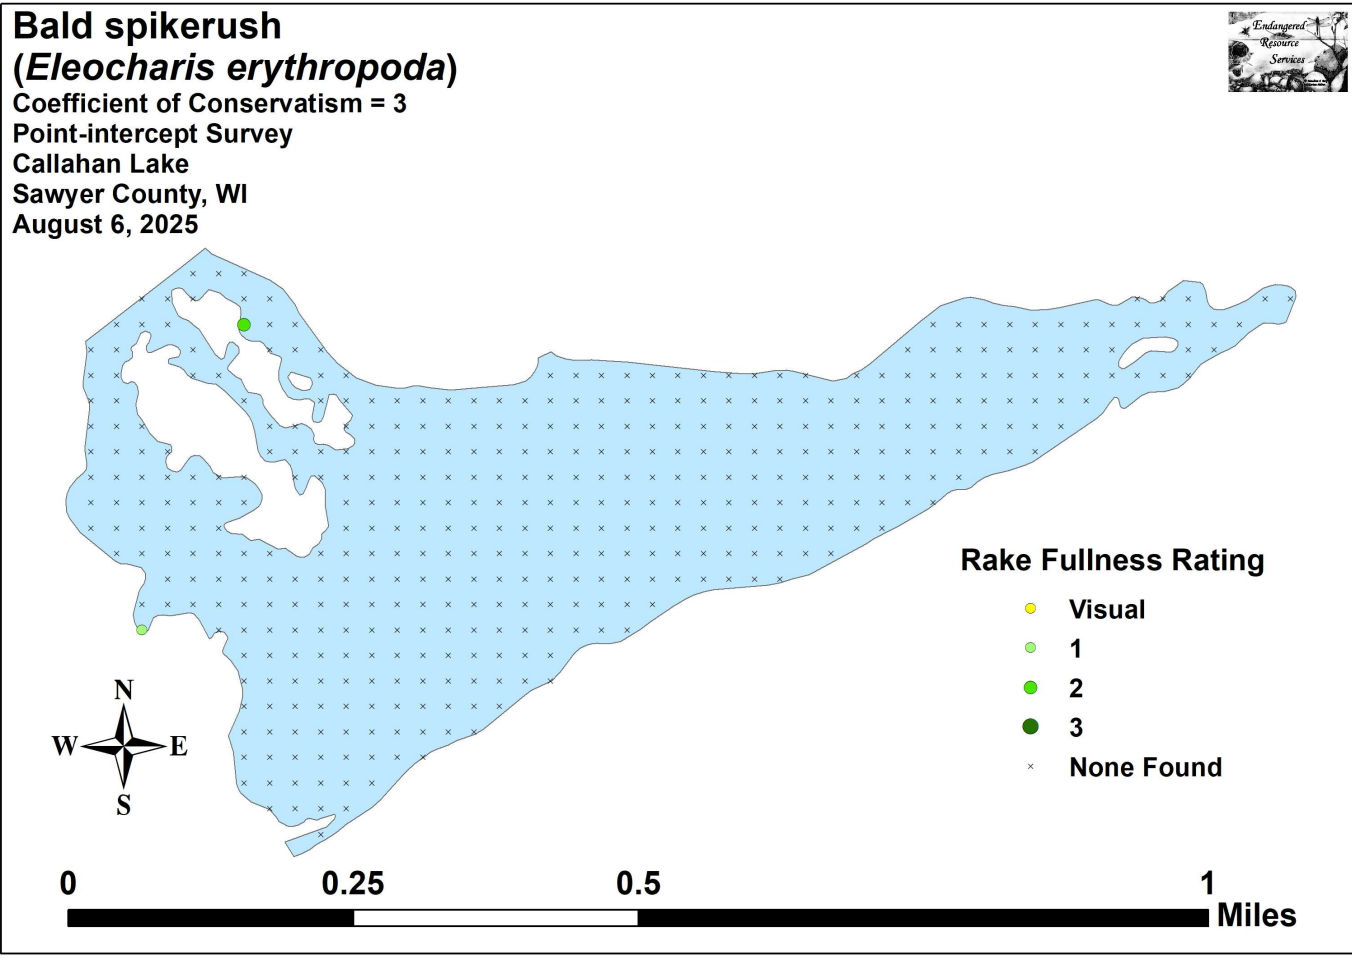 Bald spikerush
(Eleocharis erythropoda)
Coefficient of Conservatism = 3
Point-intercept Survey
Callahan Lake
Sawyer County, WI
August 6, 2025
Endangered
Resource
Services
Rake Fullness Rating
Visual
1
2
3
None Found
N
W E
S
0 0.25 0.5 1
Miles